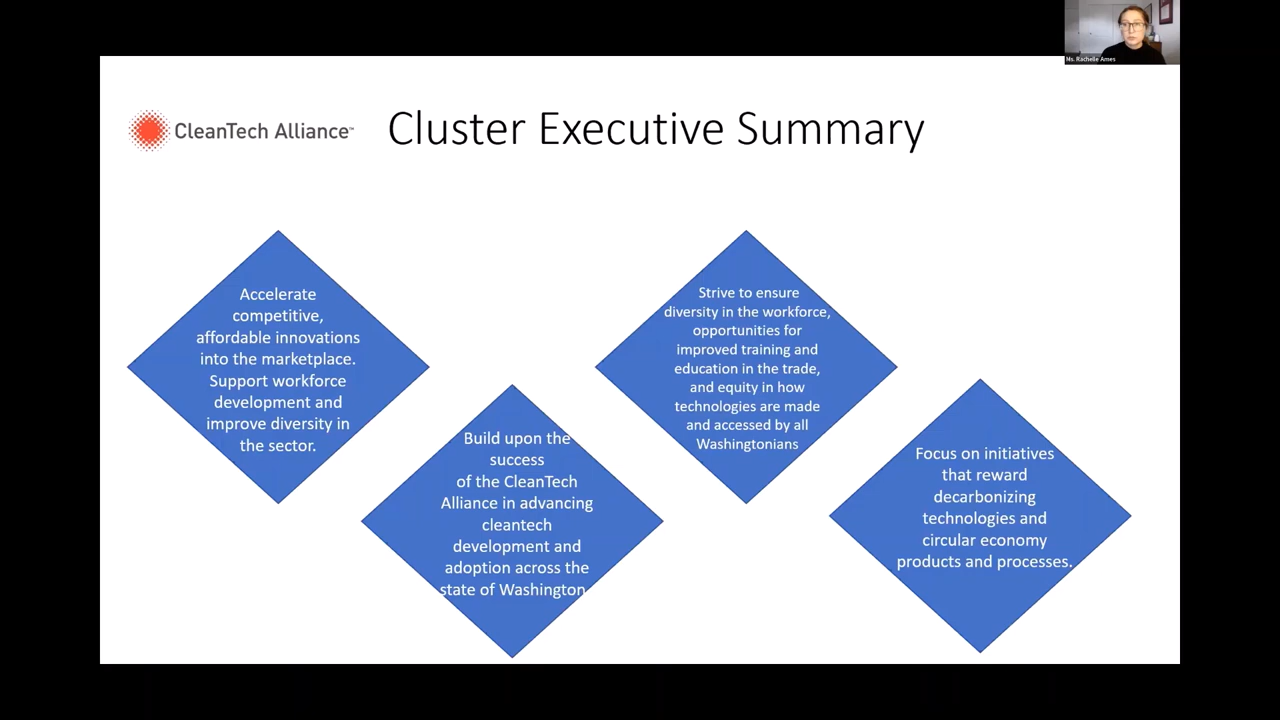 Ms. Rachelle Ames
CleanTech Alliance™
Cluster Executive Summary
Accelerate
competitive,
affordable innovations
into the marketplace.
Support workforce
development and
improve diversity in
the sector.
Build upon the
success
of the CleanTech
Alliance in advancing
cleantech
development and
adoption across the
state of Washington
Strive to ensure
diversity in the workforce,
opportunities for
improved training and
education in the trade,
and equity in how
technologies are made
and accessed by all
Washingtonians
Focus on initiatives
that reward
decarbonizing
technologies and
circular economy
products and processes.